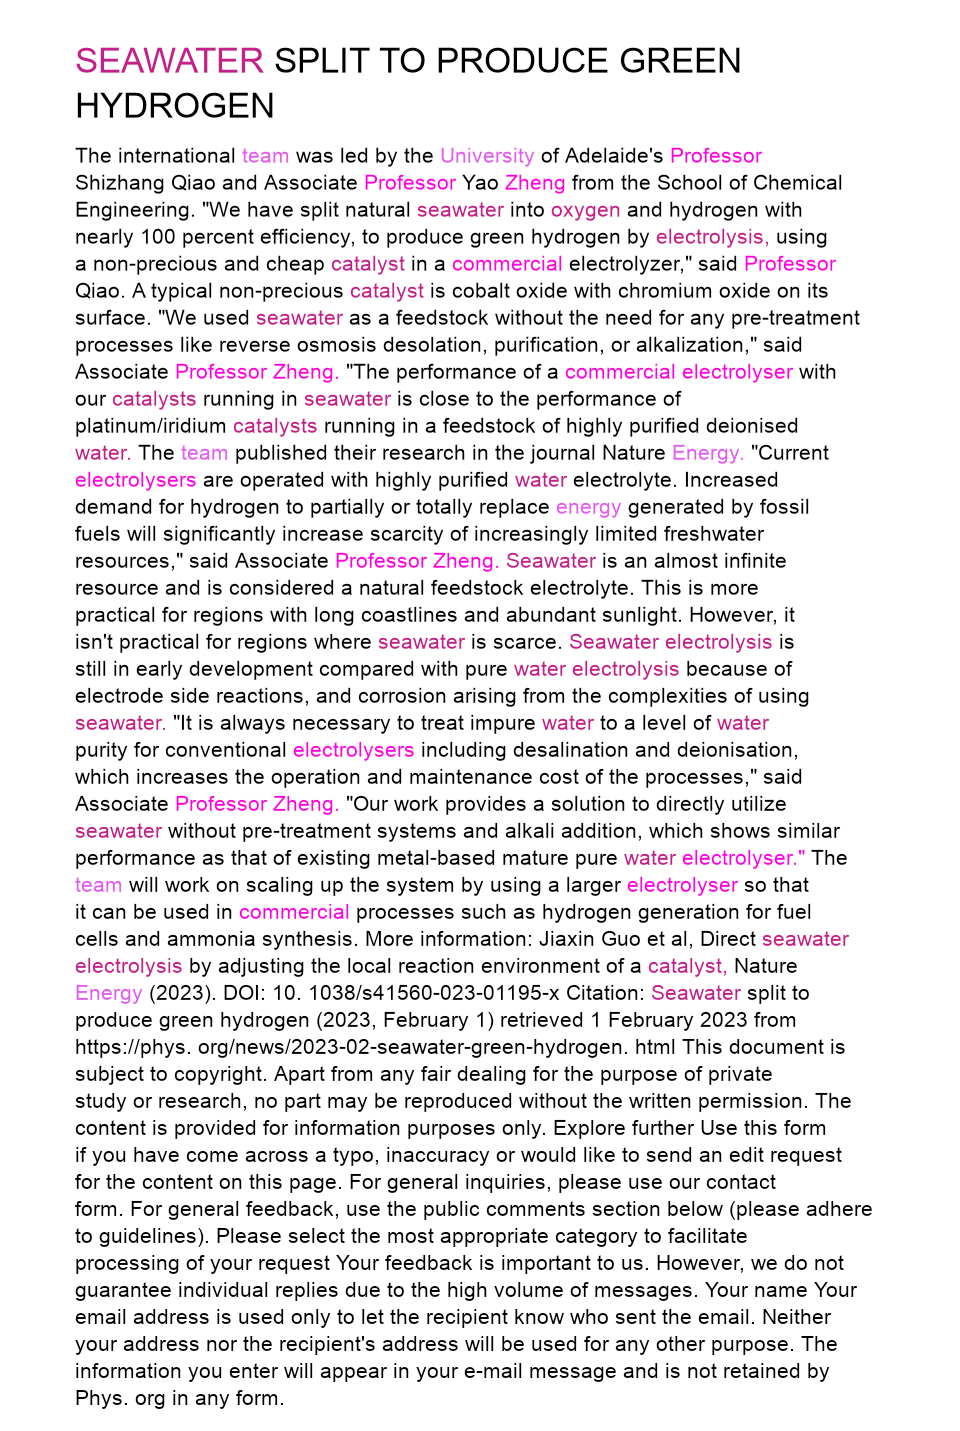 SEAWATER SPLIT TO PRODUCE GREEN
HYDROGEN
The international team was led by the University of Adelaide's Professor
Shizhang Qiao and Associate Professor Yao Zheng from the School of Chemical
Engineering. "We have split natural seawater into oxygen and hydrogen with
nearly 100 percent efficiency, to produce green hydrogen by electrolysis, using
a non-precious and cheap catalyst in a commercial electrolyzer," said Professor
Qiao. A typical non-precious catalyst is cobalt oxide with chromium oxide on its
surface. "We used seawater as a feedstock without the need for any pre-treatment
processes like reverse osmosis desolation, purification, or alkalization," said
Associate Professor Zheng. "The performance of a commercial electrolyser with
our catalysts running in seawater is close to the performance of
platinum/iridium catalysts running in a feedstock of highly purified deionised
water. The team published their research in the journal Nature Energy. "Current
electrolysers are operated with highly purified water electrolyte. Increased
demand for hydrogen to partially or totally replace energy generated by fossil
fuels will significantly increase scarcity of increasingly limited freshwater
resources," said Associate Professor Zheng. Seawater is an almost infinite
resource and is considered a natural feedstock electrolyte. This is more
practical for regions with long coastlines and abundant sunlight. However, it
isn't practical for regions where seawater is scarce. Seawater electrolysis is
still in early development compared with pure water electrolysis because of
electrode side reactions, and corrosion arising from the complexities of using
seawater. "It is always necessary to treat impure water to a level of water
purity for conventional electrolysers including desalination and deionisation,
which increases the operation and maintenance cost of the processes," said
Associate Professor Zheng. "Our work provides a solution to directly utilize
seawater without pre-treatment systems and alkali addition, which shows similar
performance as that of existing metal-based mature pure water electrolyser." The
team will work on scaling up the system by using a larger electrolyser so that
it can be used in commercial processes such as hydrogen generation for fuel
cells and ammonia synthesis. More information: Jiaxin Guo et al, Direct seawater
electrolysis by adjusting the local reaction environment of a catalyst, Nature
Energy (2023). DOI: 10. 1038/s41560-023-01195-x Citation: Seawater split to
produce green hydrogen (2023, February 1) retrieved 1 February 2023 from
https://phys. org/news/2023-02-seawater-green-hydrogen. html This document is
subject to copyright. Apart from any fair dealing for the purpose of private
study or research, no part may be reproduced without the written permission. The
content is provided for information purposes only. Explore further Use this form
if you have come across a typo, inaccuracy or would like to send an edit request
for the content on this page. For general inquiries, please use our contact
form. For general feedback, use the public comments section below (please adhere
to guidelines). Please select the most appropriate category to facilitate
processing of your request Your feedback is important to us. However, we do not
guarantee individual replies due to the high volume of messages. Your name Your
email address is used only to let the recipient know who sent the email. Neither
your address nor the recipient's address will be used for any other purpose. The
information you enter will appear in your e-mail message and is not retained by
Phys. org in any form.